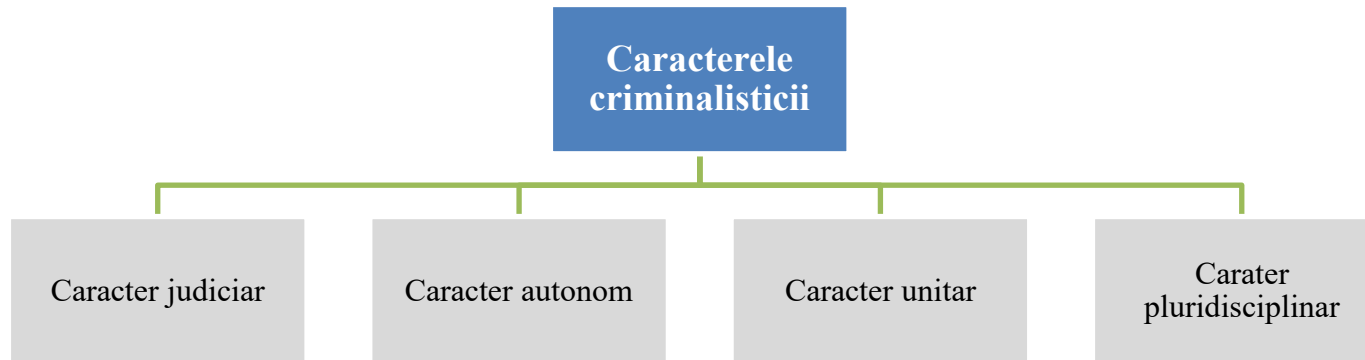 Caracterele
criminalisticii
Caracter judiciar
Caracter autonom
Caracter unitar
Carater
pluridisciplinar